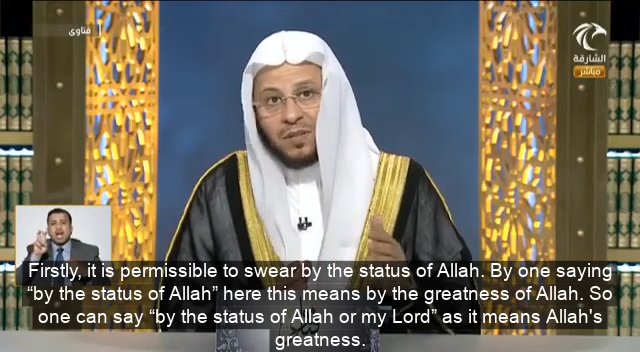 فتاوى
الشارقة
مباشر
Firstly, it is permissible to swear by the status of Allah. By one saying
“by the status of Allah” here this means by the greatness of Allah. So
one can say “by the status of Allah or my Lord” as it means Allah's
greatness.